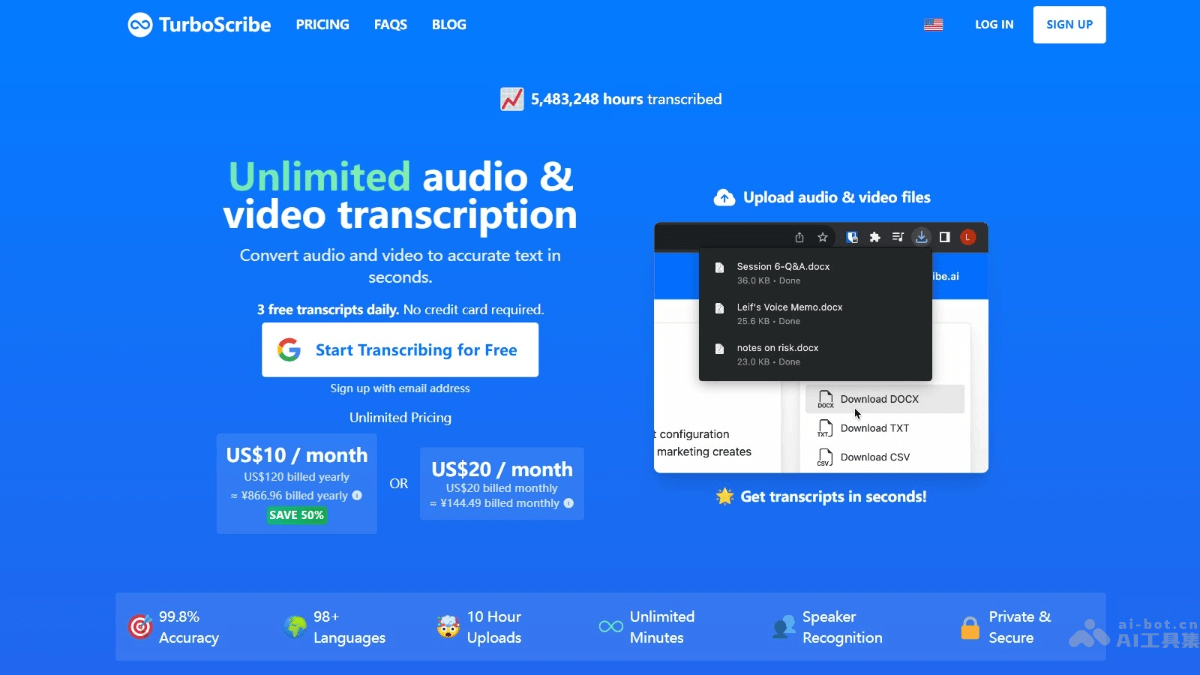 TurboScribe
PRICING
FAQS
BLOG
LOG IN
SIGN UP
5,483,248 hours transcribed
Unlimited audio &
video transcription
Convert audio and video to accurate text in
seconds.
3 free transcripts daily. No credit card required.
Start Transcribing for Free
Sign up with email address
Unlimited Pricing
US$10 / month
US$120 billed yearly
≈ ¥866.96 billed yearly
SAVE 50%
OR
US$20 / month
US$20 billed monthly
≈ ¥144.49 billed monthly
Upload audio & video files
L
Session 6-Q&A.docx
36.0 KB • Done
Leif's Voice Memo.docx
25.6 KB • Done
notes on risk.docx
23.0 KB • Done
ibe.ai
DOCX
Download DOCX
TXT
Download TXT
CSV
Download CSV
t configuration
marketing creates
Get transcripts in seconds!
99.8%
Accuracy
98+
Languages
10 Hour
Uploads
Unlimited
Minutes
Speaker
Recognition
Private &
Secure
ai-bot.cn
AI工具集